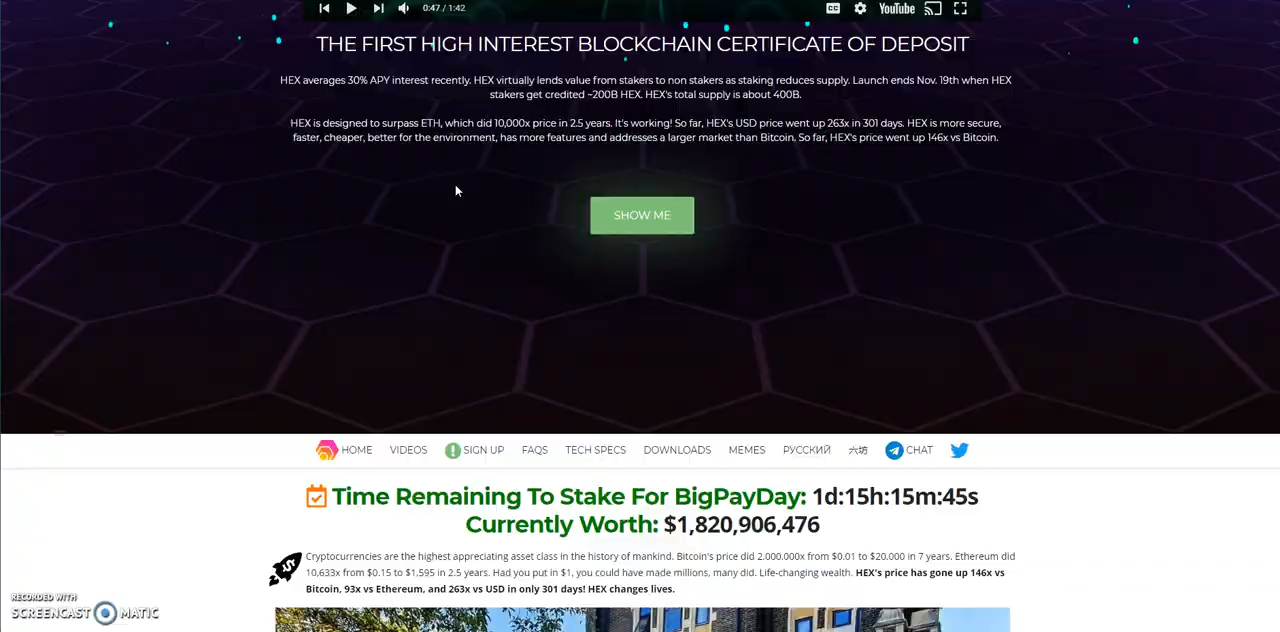 0:47 / 1:42
CC
YouTube
THE FIRST HIGH INTEREST BLOCKCHAIN CERTIFICATE OF DEPOSIT
HEX averages 30% APY interest recently. HEX virtually lends value from stakers to non stakers as staking reduces supply. Launch ends Nov. 19th when HEX
stakers get credited ~200B HEX. HEX's total supply is about 400B.
HEX is designed to surpass ETH, which did 10,000x price in 2.5 years. It's working! So far, HEX's USD price went up 263x in 301 days. HEX is more secure,
faster, cheaper, better for the environment, has more features and addresses a larger market than Bitcoin. So far, HEX's price went up 146x vs Bitcoin.
SHOW ME
HOME VIDEOS SIGN UP FAQS TECH SPECS DOWNLOADS MEMES РУССКИЙ 六坊 CHAT
Time Remaining To Stake For BigPayDay: 1d:15h:15m:45s
Currently Worth: $1,820,906,476
Cryptocurrencies are the highest appreciating asset class in the history of mankind. Bitcoin's price did 2.000.000x from $0.01 to $20,000 in 7 years. Ethereum did
10,633x from $0.15 to $1,595 in 2.5 years. Had you put in $1, you could have made millions, many did. Life-changing wealth. HEX's price has gone up 146x vs
Bitcoin, 93x vs Ethereum, and 263x vs USD in only 301 days! HEX changes lives.
RECORDED WITH
SCREENCAST MATIC